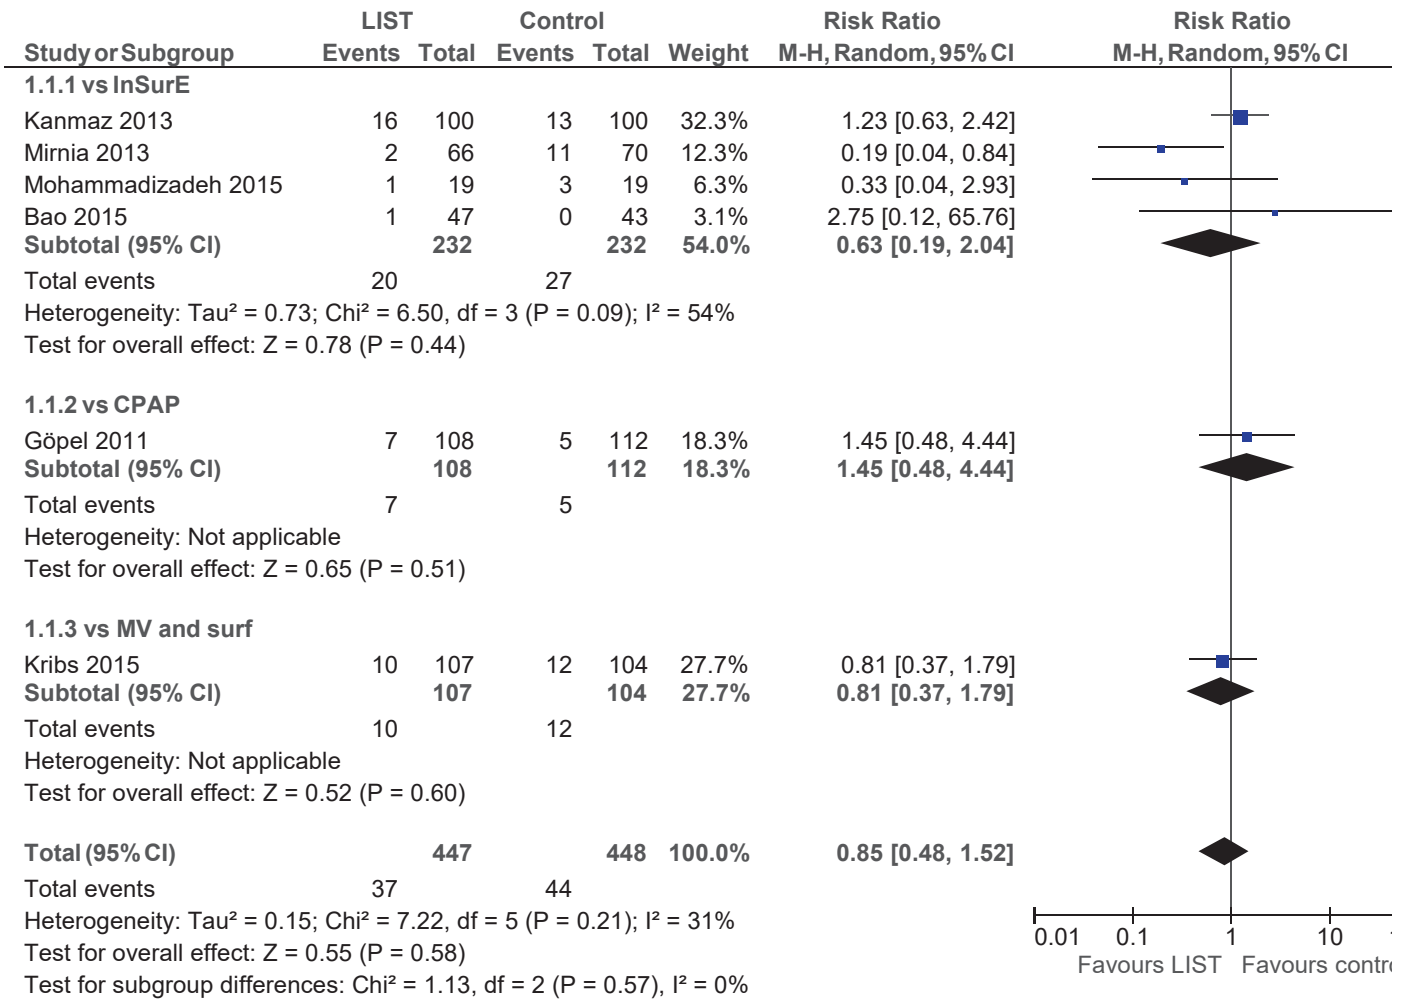 LIST Control Risk Ratio Risk Ratio
Study or Subgroup Events Total Events Total Weight M-H, Random, 95% CI M-H, Random, 95% CI
1.1.1 vs InSurE
Kanmaz 2013 16 100 13 100 32.3% 1.23 [0.63, 2.42]
Mirnia 2013 2 66 11 70 12.3% 0.19 [0.04, 0.84]
Mohammadizadeh 2015 1 19 3 19 6.3% 0.33 [0.04, 2.93]
Bao 2015 1 47 0 43 3.1% 2.75 [0.12, 65.76]
Subtotal (95% CI) 232 232 54.0% 0.63 [0.19, 2.04]
Total events 20 27
Heterogeneity: Tau² = 0.73; Chi² = 6.50, df = 3 (P = 0.09); I² = 54%
Test for overall effect: Z = 0.78 (P = 0.44)
1.1.2 vs CPAP
Göpel 2011 7 108 5 112 18.3% 1.45 [0.48, 4.44]
Subtotal (95% CI) 108 112 18.3% 1.45 [0.48, 4.44]
Total events 7 5
Heterogeneity: Not applicable
Test for overall effect: Z = 0.65 (P = 0.51)
1.1.3 vs MV and surf
Kribs 2015 10 107 12 104 27.7% 0.81 [0.37, 1.79]
Subtotal (95% CI) 107 104 27.7% 0.81 [0.37, 1.79]
Total events 10 12
Heterogeneity: Not applicable
Test for overall effect: Z = 0.52 (P = 0.60)
Total (95% CI) 447 448 100.0% 0.85 [0.48, 1.52]
Total events 37 44
Heterogeneity: Tau² = 0.15; Chi² = 7.22, df = 5 (P = 0.21); I² = 31%
Test for overall effect: Z = 0.55 (P = 0.58)
Test for subgroup differences: Chi² = 1.13, df = 2 (P = 0.57), I² = 0%
0.01 0.1 1 10
Favours LIST Favours contr